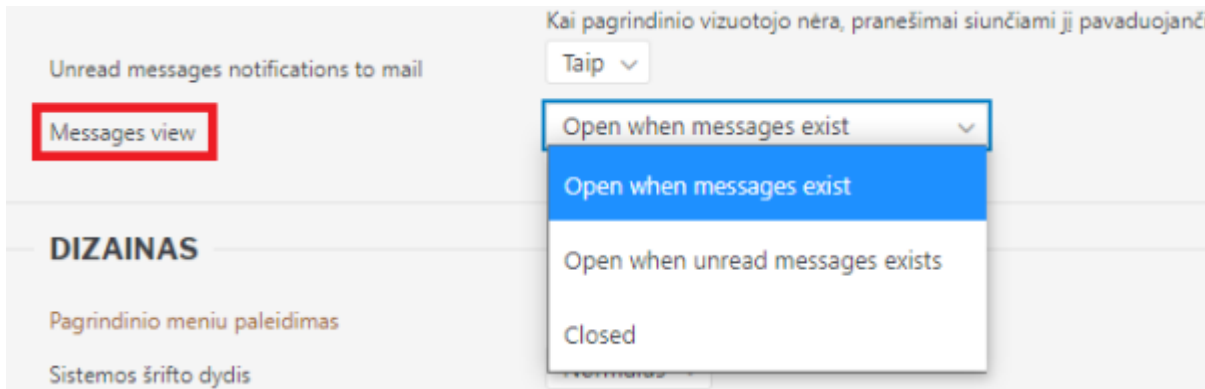 Kai pagrindinio vizuotojo nėra, pranešimai siunčiami jį pavaduojanč
Unread messages notifications to mail
Taip
Messages view
Open when messages exist
Open when messages exist
Open when unread messages exists
Closed
DIZAINAS
Pagrindinio meniu paleidimas
Sistemos šrifto dydis